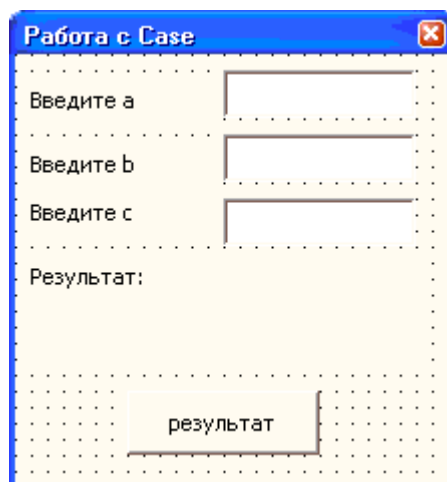 Работа с Case
Введите a
Введите b
Введите c
Результат:
результат